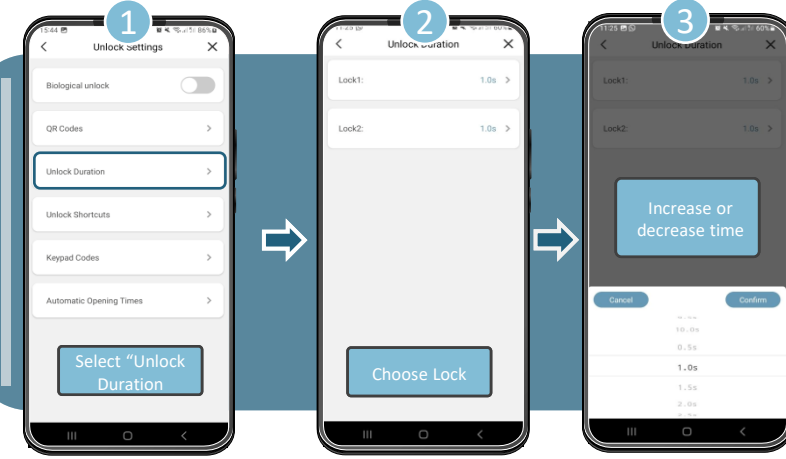 1
15:44
86%
Unlock Settings
Biological unlock
QR Codes
Unlock Duration
Unlock Shortcuts
Keypad Codes
Automatic Opening Times
Select “Unlock
Duration
2
11:25
60%
Unlock Duration
Lock1:
1.0s
Lock2:
1.0s
Choose Lock
3
11:25
60%
Unlock Duration
Lock1:
1.0s
Lock2:
1.0s
Increase or
decrease time
Cancel
Confirm
10.0s
0.5s
1.0s
1.5s
2.0s